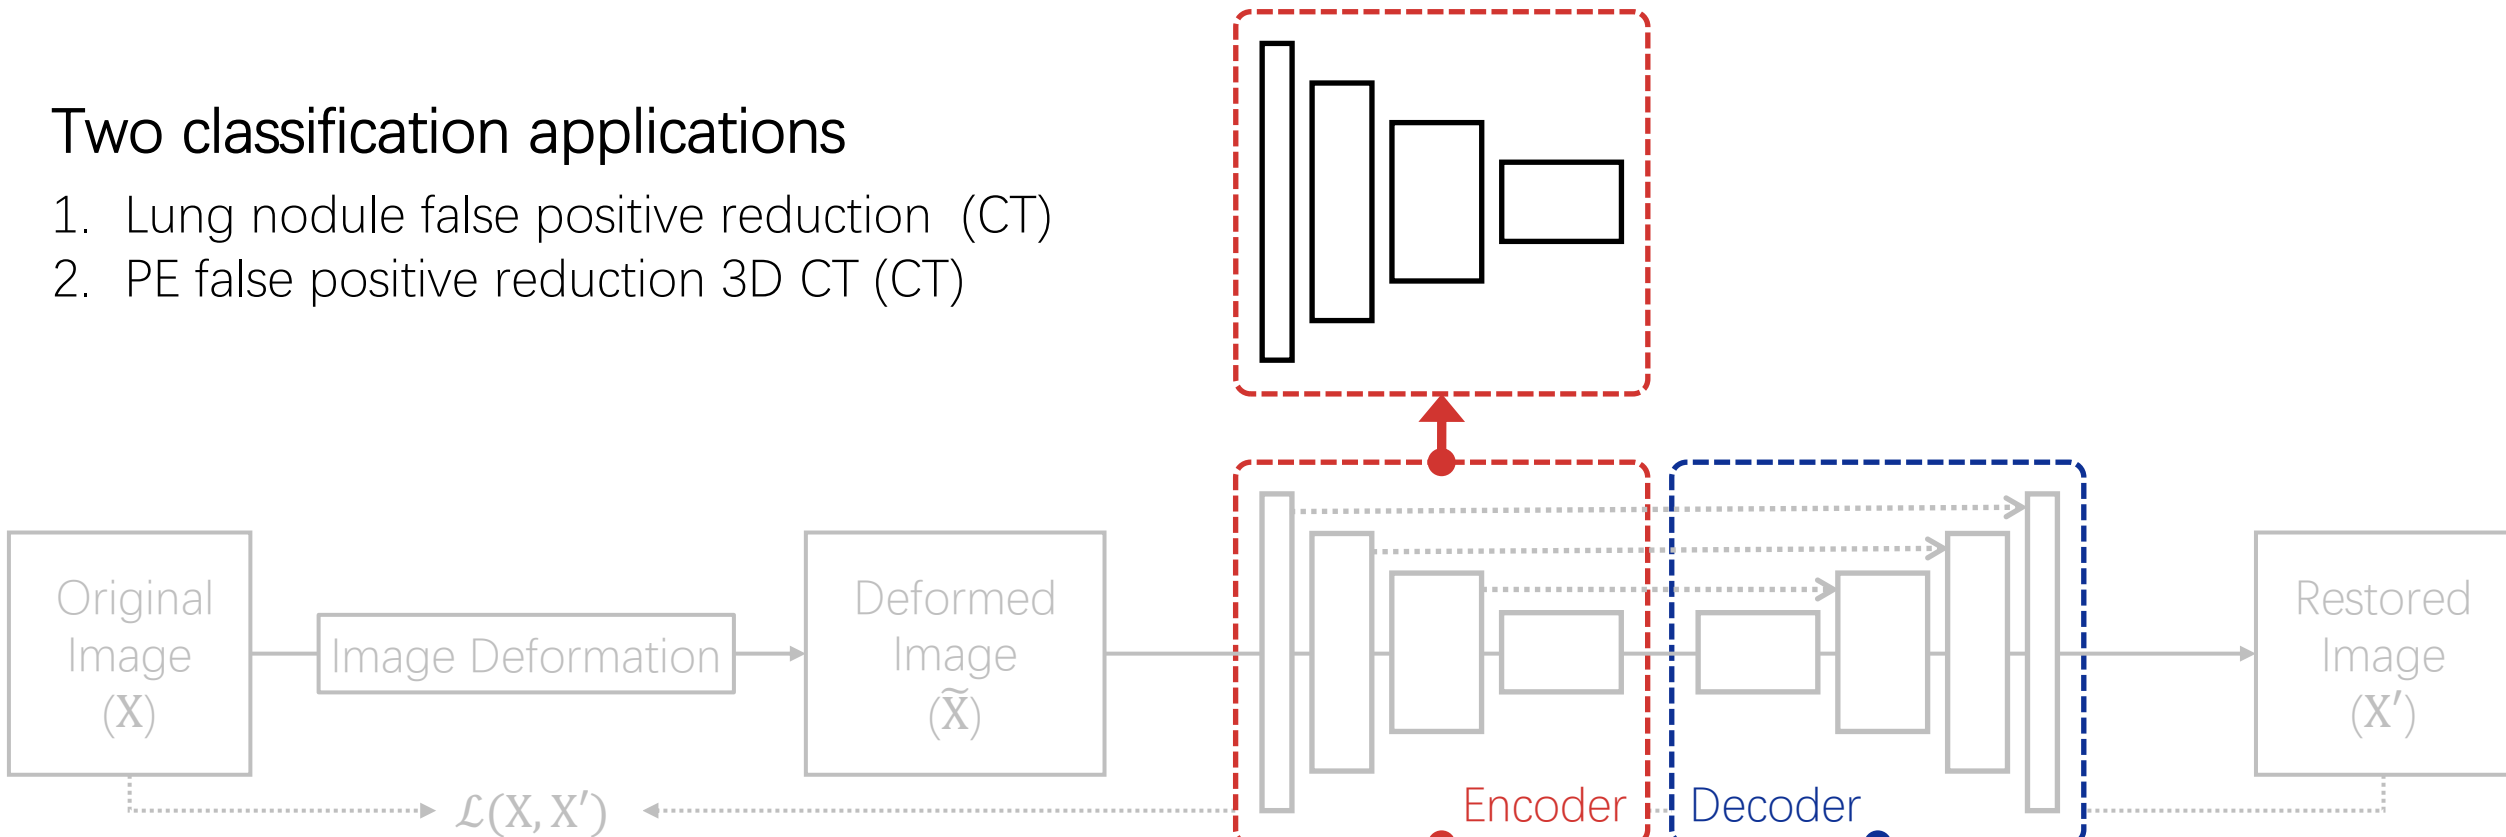 Two classification applications
1. Lung nodule false positive reduction (CT)
2. PE false positive reduction 3D CT (CT)
Original
Image
(X)
Image Deformation
Deformed
Image
(X̃)
Restored
Image
(X′)
ℒ(X, X′)
Encoder
Decoder